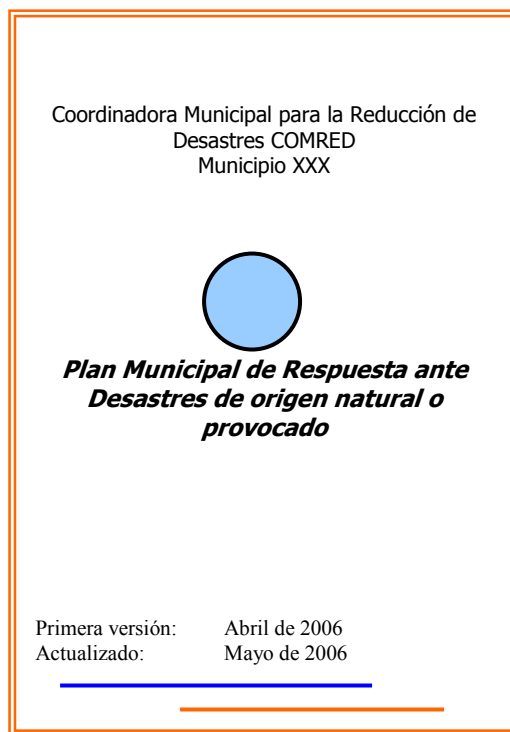 Coordinadora Municipal para la Reducción de
Desastres COMRED
Municipio XXX
Plan Municipal de Respuesta ante
Desastres de origen natural o
provocado
Primera versión: Abril de 2006
Actualizado: Mayo de 2006